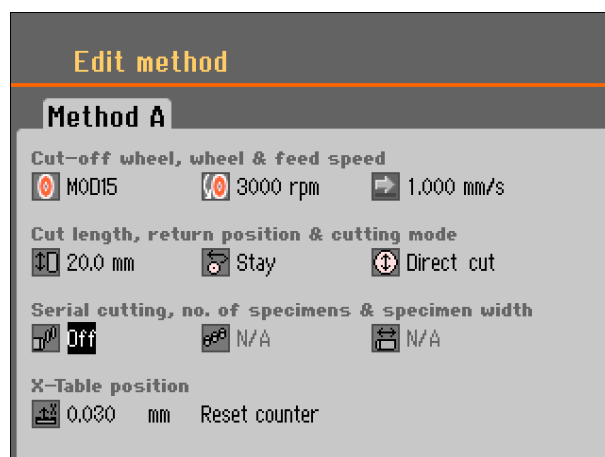 Edit method
Method A
Cut-off wheel, wheel & feed speed
MOD15 3000 rpm 1.000 mm/s
Cut length, return position & cutting mode
20.0 mm Stay Direct cut
Serial cutting, no. of specimens & specimen width
Off N/A N/A
X-Table position
0.030 mm Reset counter